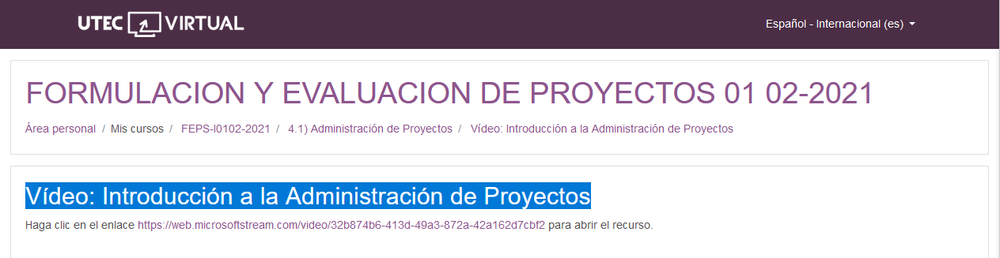 UTEC VIRTUAL
Español - Internacional (es)
FORMULACION Y EVALUACION DE PROYECTOS 01 02-2021
Área personal / Mis cursos / FEPS-I0102-2021 / 4.1) Administración de Proyectos / Vídeo: Introducción a la Administración de Proyectos
Vídeo: Introducción a la Administración de Proyectos
Haga clic en el enlace https://web.microsoftstream.com/video/32b874b6-413d-49a3-872a-42a162d7cbf2 para abrir el recurso.